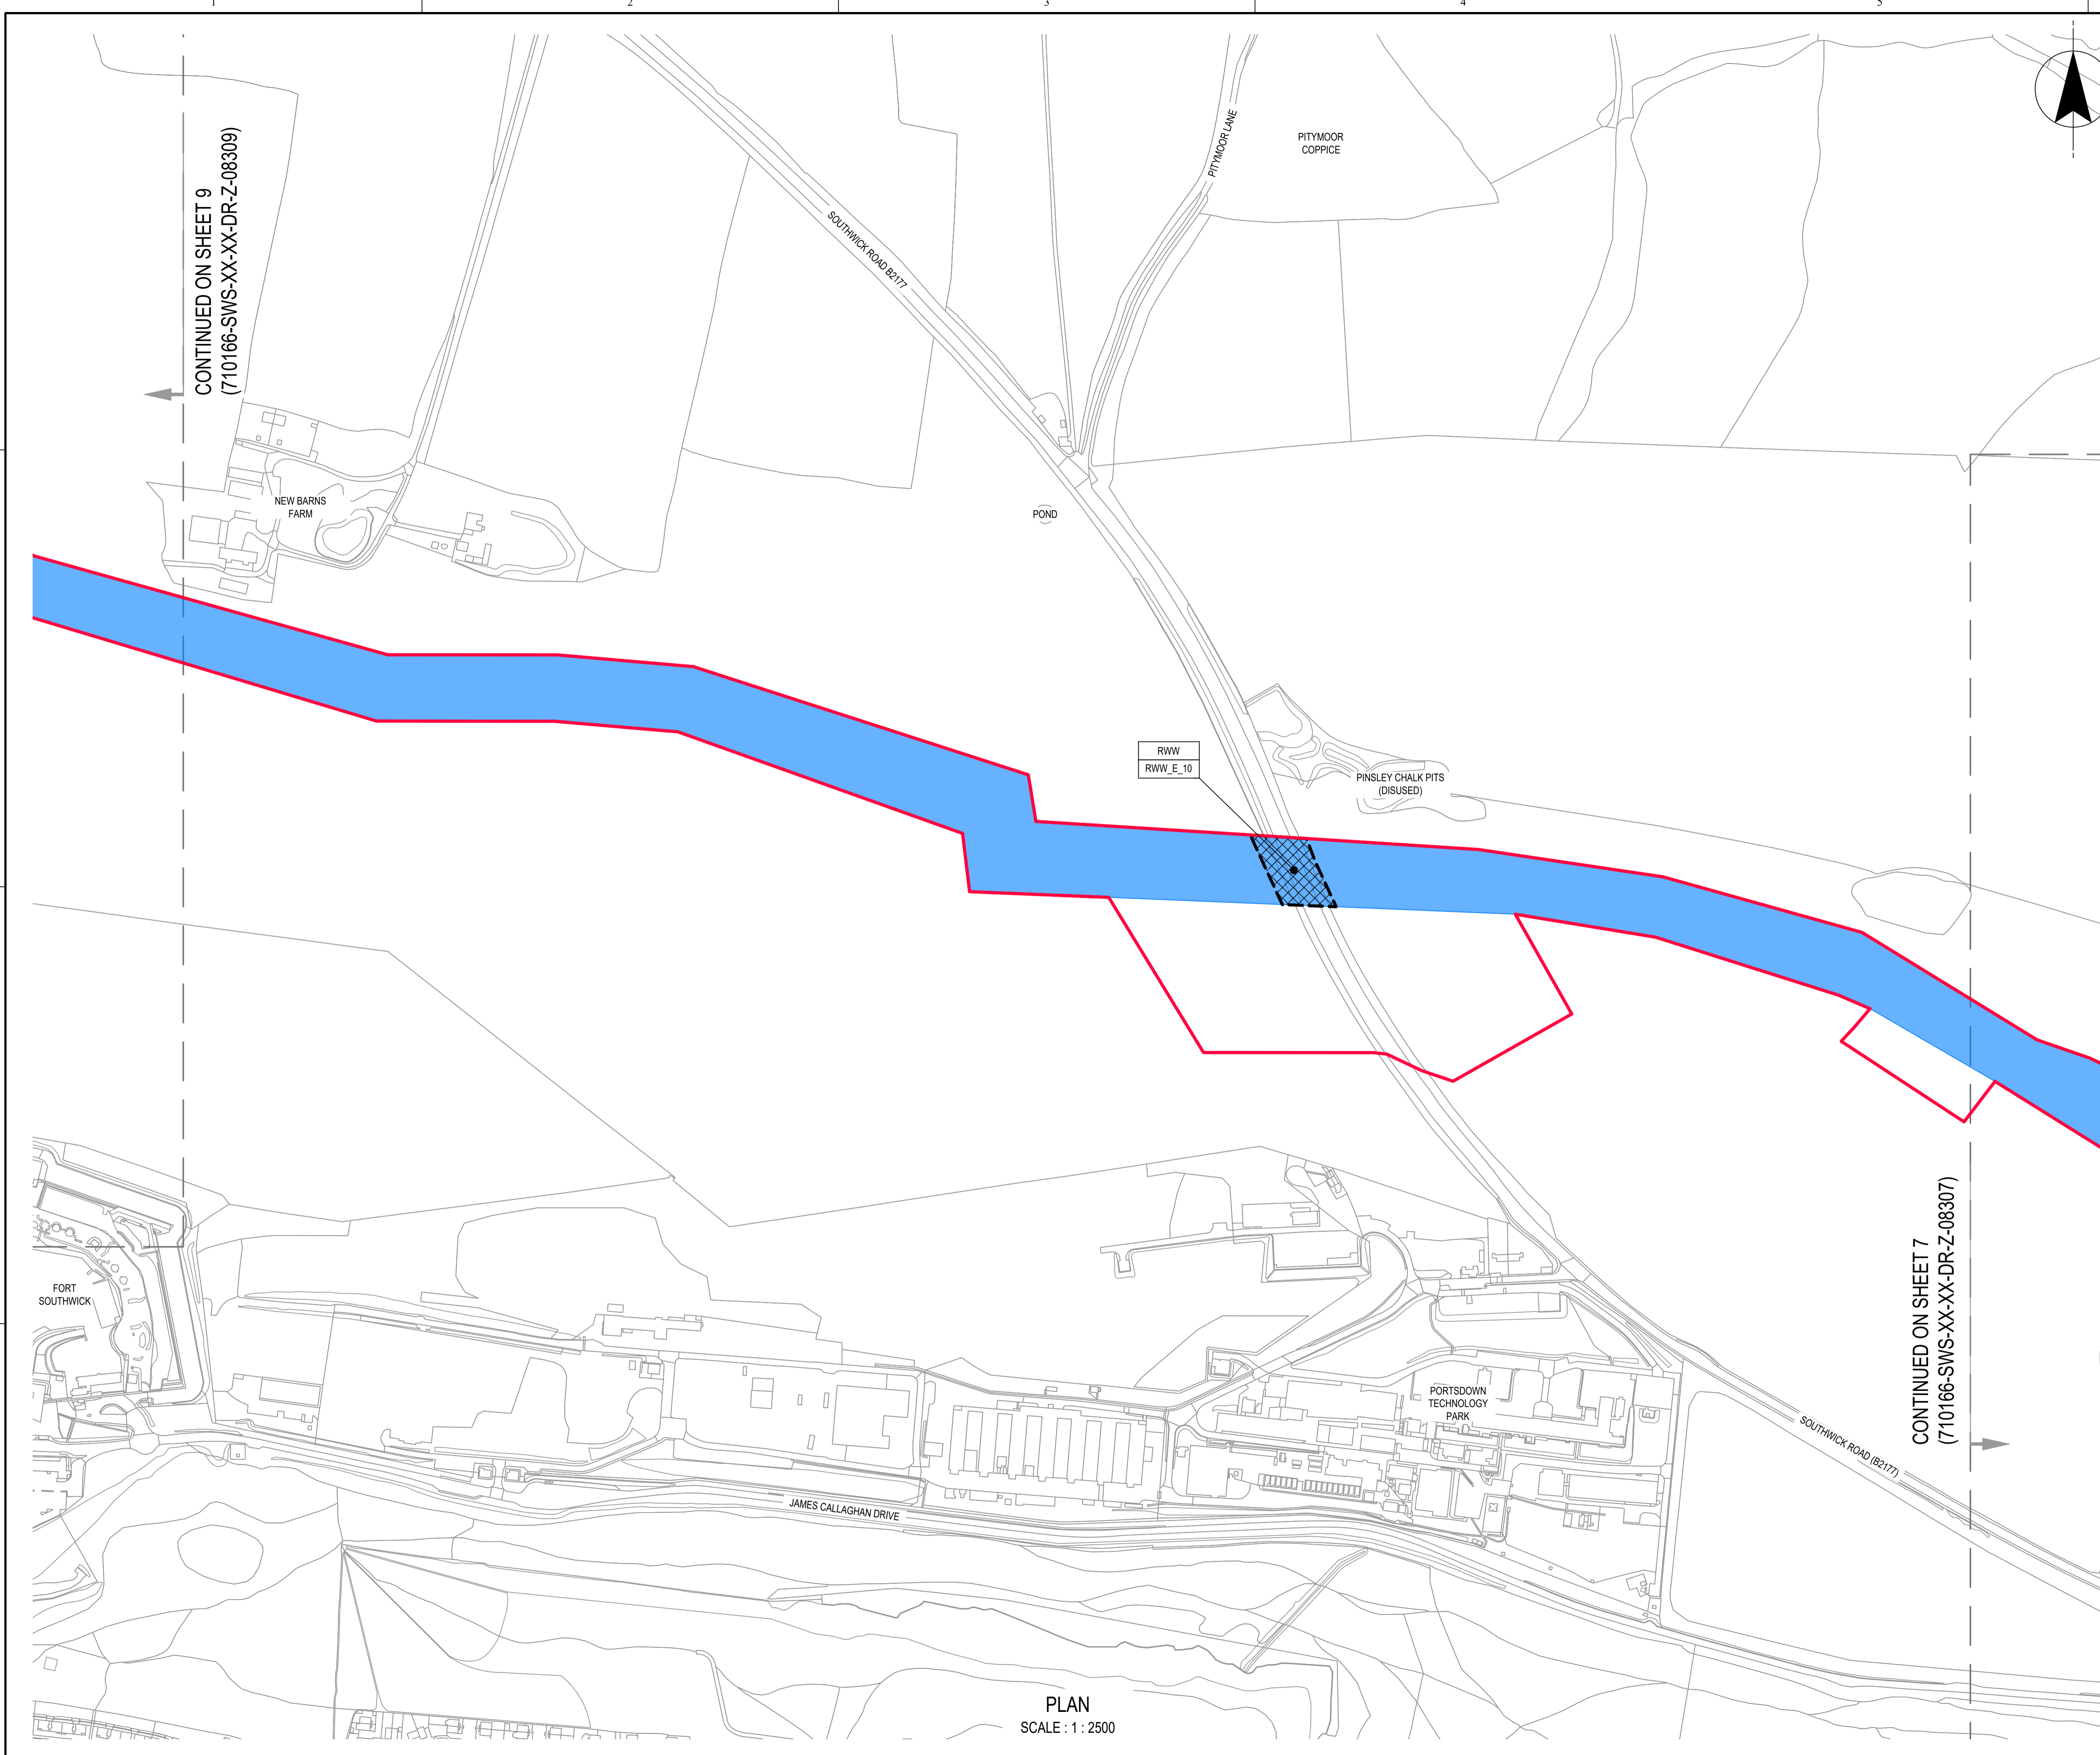 1
2
3
4
5
CONTINUED ON SHEET 9
(710166-SWS-XX-XX-DR-Z-08309)
SOUTHWICK ROAD B2177
PITYMOOR LANE
PITYMOOR
COPPICE
NEW BARNS
FARM
POND
RWW
RWW_E_10
PINSLEY CHALK PITS
(DISUSED)
FORT
SOUTHWICK
PORTSDOWN
TECHNOLOGY
PARK
CONTINUED ON SHEET 7
(710166-SWS-XX-XX-DR-Z-08307)
SOUTHWICK ROAD (B2177)
JAMES CALLAGHAN DRIVE
PLAN
SCALE : 1 : 2500